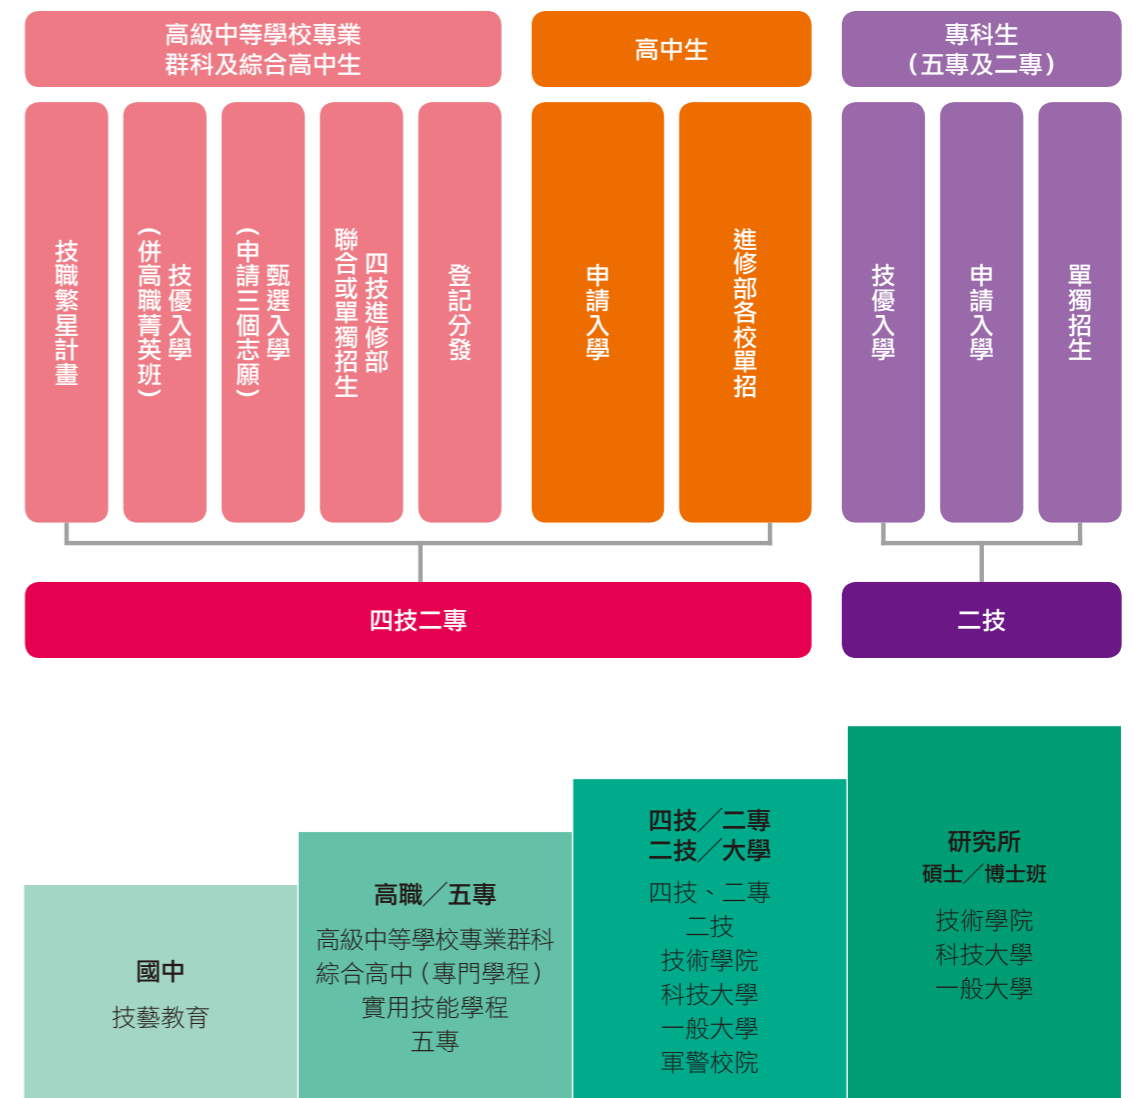 高級中等學校專業
群科及綜合高中生
高中生
專科生
（五專及二專）
技職繁星計畫
技優入學
（併高職菁英班）
甄選入學
（申請三個志願）
四技進修部
聯合或單獨招生
登記分發
申請入學
進修部各校單招
技優入學
申請入學
單獨招生
四技二專
二技
國中
技藝教育
高職／五專
高級中等學校專業群科
綜合高中（專門學程）
實用技能學程
五專
四技／二專
二技／大學
四技、二專
二技
技術學院
科技大學
一般大學
軍警校院
研究所
碩士／博士班
技術學院
科技大學
一般大學